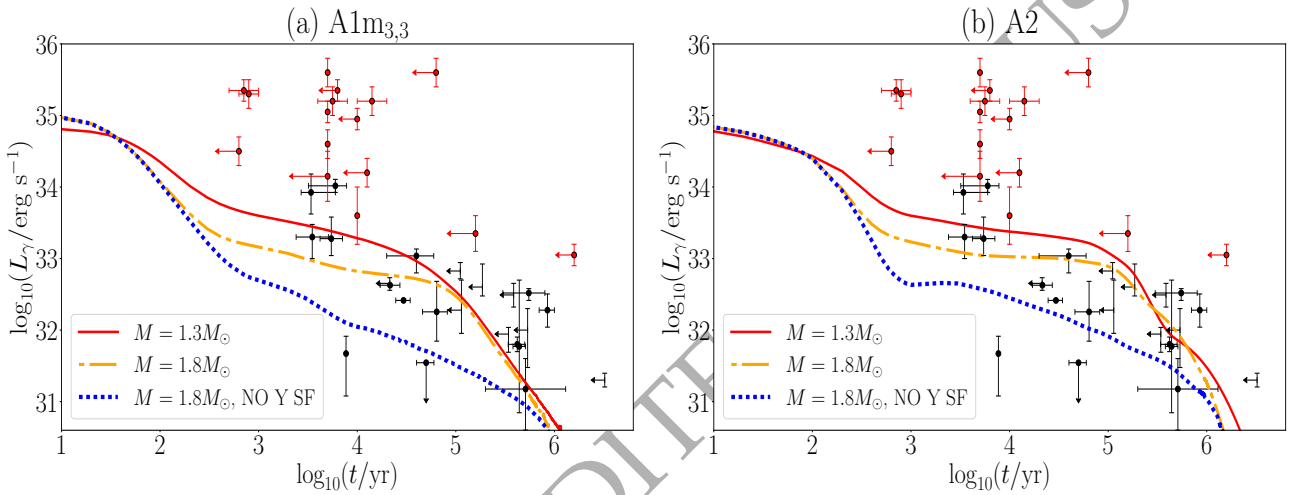 (a) A1m₃,₃
36
35
34
33
32
31
log₁₀(Lᵧ/erg s⁻¹)
M = 1.3M⊙
M = 1.8M⊙
M = 1.8M⊙, NO Y SF
1 2 3 4 5 6
log₁₀(t/yr)
(b) A2
36
35
34
33
32
31
log₁₀(Lᵧ/erg s⁻¹)
M = 1.3M⊙
M = 1.8M⊙
M = 1.8M⊙, NO Y SF
1 2 3 4 5 6
log₁₀(t/yr)